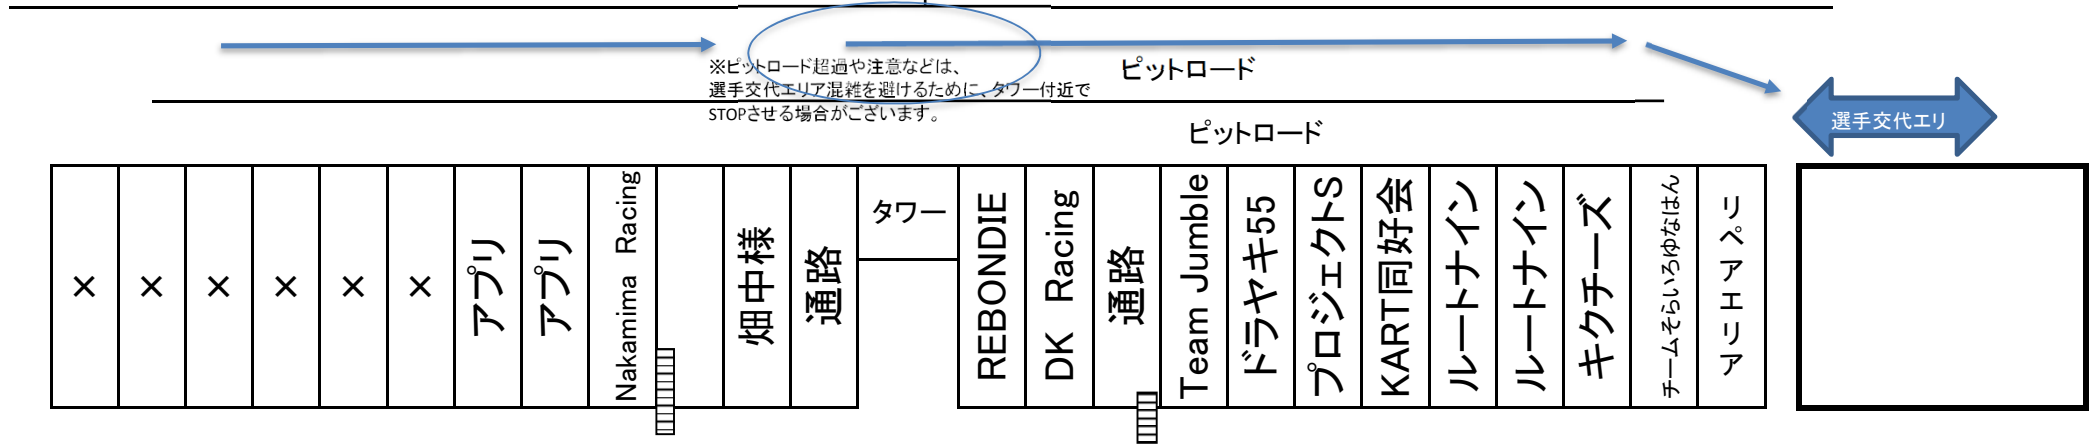 ※ピットロード超過や注意などは、
選手交代エリア混雑を避けるために、タワー付近で
STOPさせる場合がございます。
ピットロード
ピットロード
選手交代エリ
×
×
×
×
×
×
アプリ
アプリ
Nakamima Racing
畑中様
通路
タワー
REBONDIE
DK Racing
通路
Team Jumble
ドラヤキ55
プロジェクトS
KART同好会
ルートナイン
ルートナイン
キクチーズ
チームそらいろゆなはん
リペアエリア